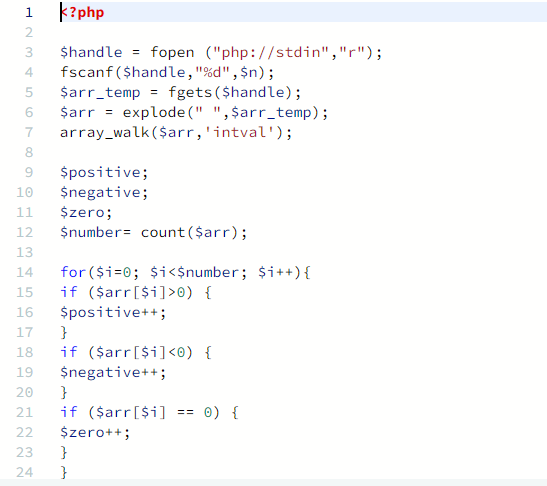 1 <?php
2
3 $handle = fopen ("php://stdin","r");
4 fscanf($handle,"%d",$n);
5 $arr_temp = fgets($handle);
6 $arr = explode(" ",$arr_temp);
7 array_walk($arr,'intval');
8
9 $positive;
10 $negative;
11 $zero;
12 $number= count($arr);
13
14 for($i=0; $i<$number; $i++){
15 if ($arr[$i]>0) {
16 $positive++;
17 }
18 if ($arr[$i]<0) {
19 $negative++;
20 }
21 if ($arr[$i] == 0) {
22 $zero++;
23 }
24 }